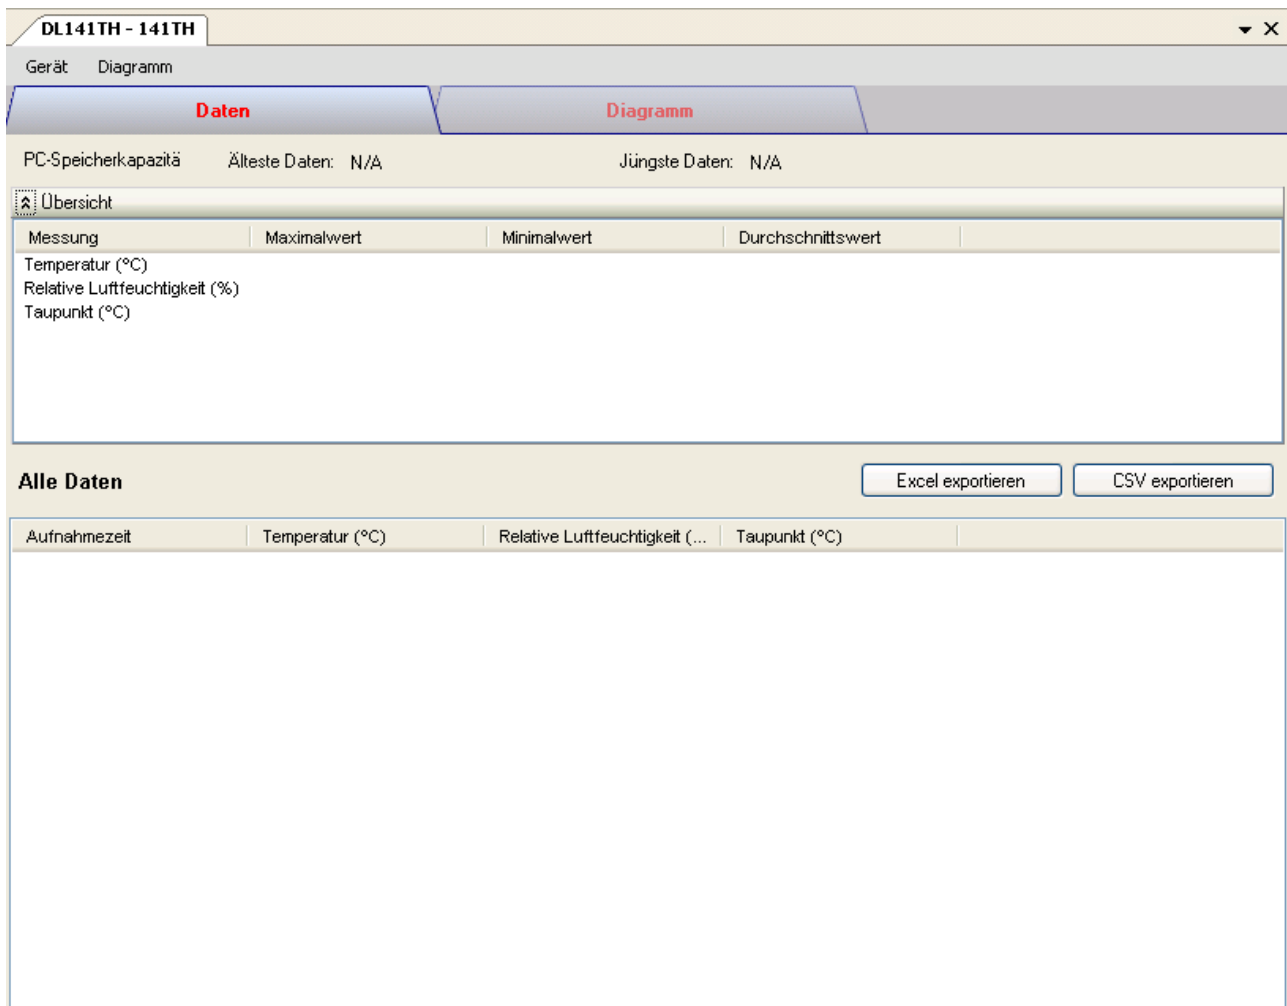 DL141TH - 141TH
Gerät Diagramm
Daten Diagramm
PC-Speicherkapazitä Älteste Daten: N/A Jüngste Daten: N/A
Übersicht
Messung Maximalwert Minimalwert Durchschnittswert
Temperatur (°C)
Relative Luftfeuchtigkeit (%)
Taupunkt (°C)
Alle Daten Excel exportieren CSV exportieren
Aufnahmezeit Temperatur (°C) Relative Luftfeuchtigkeit (... Taupunkt (°C)